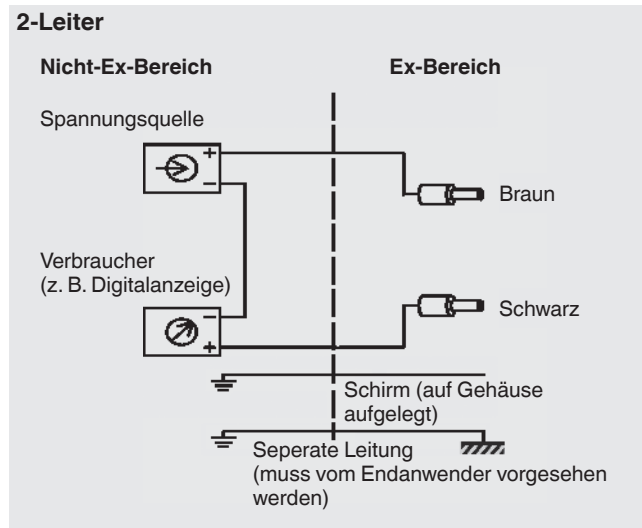 2-Leiter
Nicht-Ex-Bereich
Ex-Bereich
Spannungsquelle
+
−
Braun
Verbraucher
(z. B. Digitalanzeige)
−
+
Schwarz
Schirm (auf Gehäuse
aufgelegt)
Seperate Leitung
(muss vom Endanwender vorgesehen
werden)